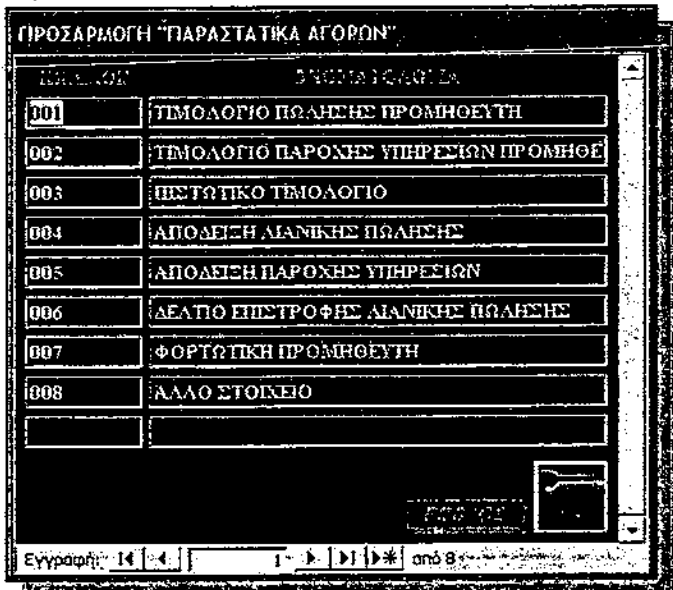 ΠΡΟΣΑΡΜΟΓΗ "ΠΑΡΑΣΤΑΤΙΚΑ ΑΓΟΡΩΝ"
001 ΤΙΜΟΛΟΓΙΟ ΠΩΛΗΣΗΣ ΠΡΟΜΗΘΕΥΤΗ
002 ΤΙΜΟΛΟΓΙΟ ΠΑΡΟΧΗΣ ΥΠΗΡΕΣΙΩΝ ΠΡΟΜΗΘΕ
003 ΠΙΣΤΩΤΙΚΟ ΤΙΜΟΛΟΓΙΟ
004 ΑΠΟΔΕΙΞΗ ΛΙΑΝΙΚΗΣ ΠΩΛΗΣΗΣ
005 ΑΠΟΔΕΙΞΗ ΠΑΡΟΧΗΣ ΥΠΗΡΕΣΙΩΝ
006 ΔΕΛΤΙΟ ΕΠΙΣΤΡΟΦΗΣ ΛΙΑΝΙΚΗΣ ΠΩΛΗΣΗΣ
007 ΦΟΡΤΩΤΙΚΗ ΠΡΟΜΗΘΕΥΤΗ
008 ΑΛΛΟ ΣΤΟΙΧΕΙΟ
Εγγραφή: 1 από 8